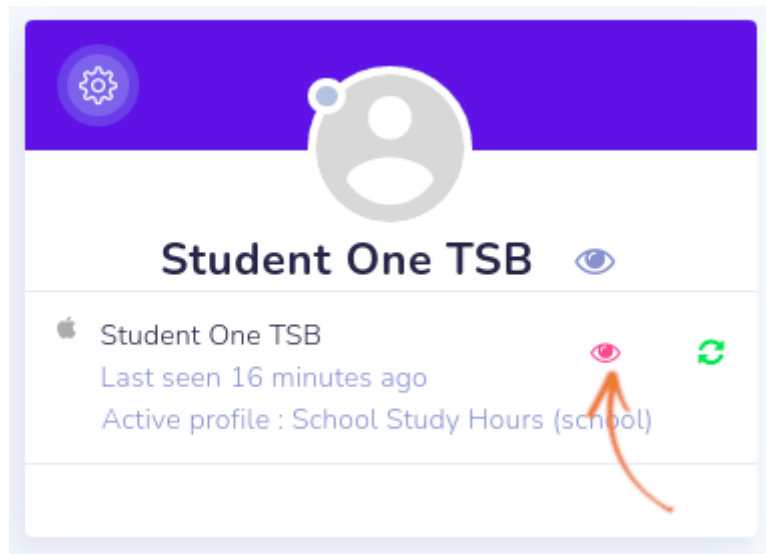 Student One TSB
Student One TSB
Last seen 16 minutes ago
Active profile : School Study Hours (school)